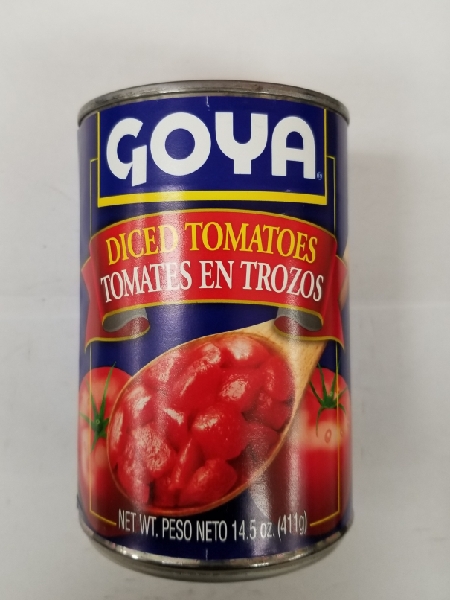 GOYA®
DICED TOMATOES
TOMATES EN TROZOS
NET WT. PESO NETO 14.5 oz. (411g)